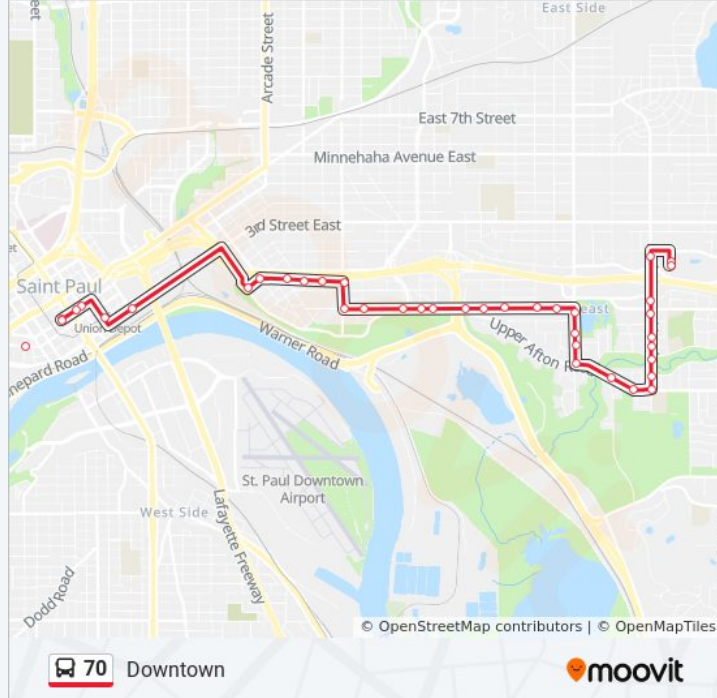 East Side
Arcade Street
East 7th Street
Minnehaha Avenue East
3rd Street East
Saint Paul
Union Depot
Warner Road
east
Upper Afton R
nepard Road
St. Paul Downtown
Airport
West Side
Lafayette Freeway
Dodd Road
© OpenStreetMap contributors | © OpenMapTiles
70 Downtown
moovit